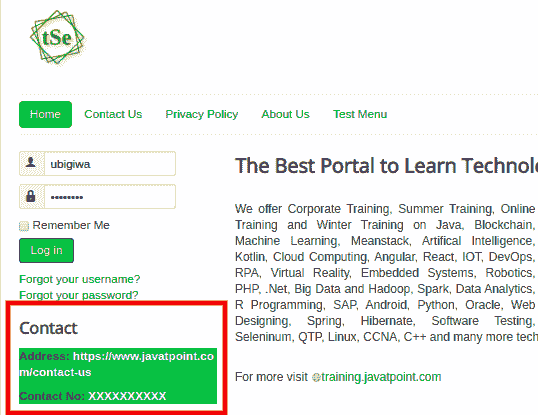 tSe
Home
Contact Us
Privacy Policy
About Us
Test Menu
ubigiwa
••••••••
Remember Me
Log in
Forgot your username?
Forgot your password?
Contact
Address: https://www.javatpoint.co
m/contact-us
Contact No: XXXXXXXXXX
The Best Portal to Learn Technolo
We offer Corporate Training, Summer Training, Online
Training and Winter Training on Java, Blockchain,
Machine Learning, Meanstack, Artifical Intelligence,
Kotlin, Cloud Computing, Angular, React, IOT, DevOps,
RPA, Virtual Reality, Embedded Systems, Robotics,
PHP, .Net, Big Data and Hadoop, Spark, Data Analytics,
R Programming, SAP, Android, Python, Oracle, Web
Designing, Spring, Hibernate, Software Testing,
Seleninum, QTP, Linux, CCNA, C++ and many more tech
For more visit @training.javatpoint.com